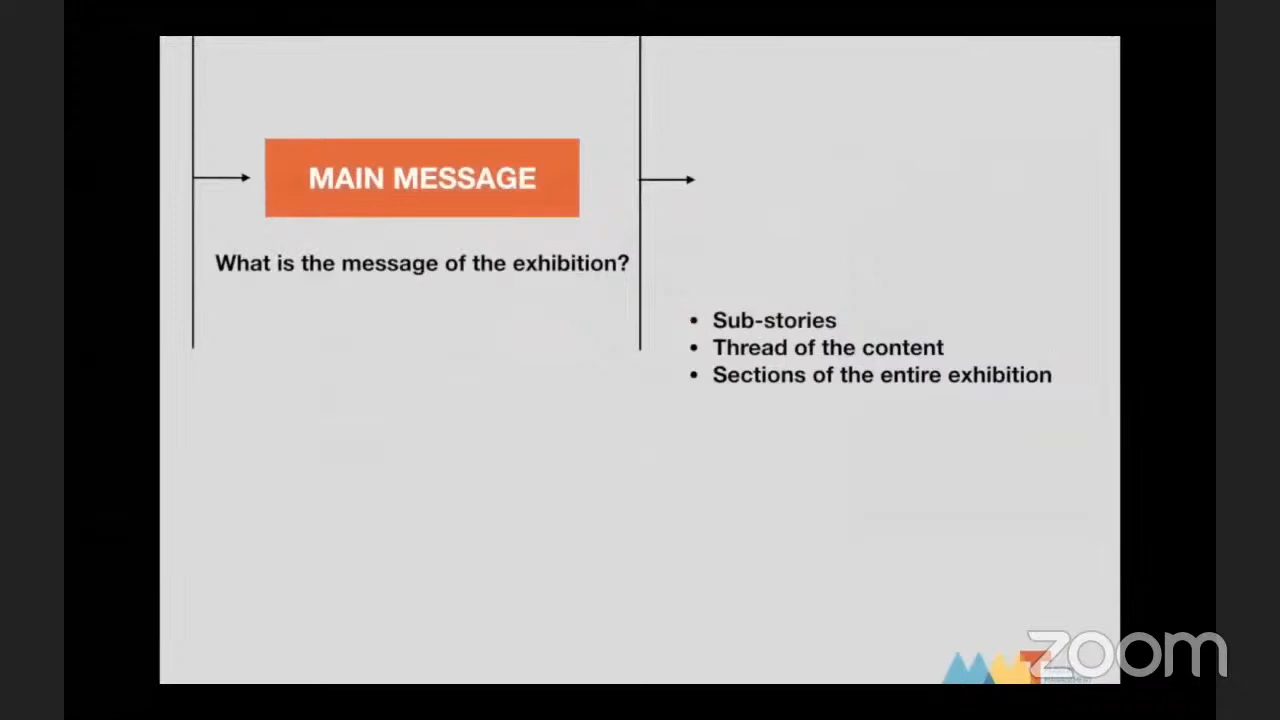 MAIN MESSAGE
What is the message of the exhibition?
• Sub-stories
• Thread of the content
• Sections of the entire exhibition
zoom